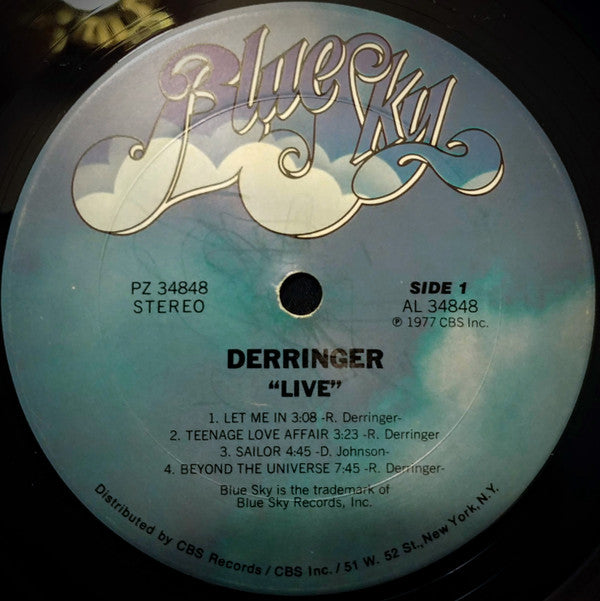 Blue Sky
PZ 34848
STEREO
SIDE 1
AL 34848
℗ 1977 CBS Inc.
DERRINGER
“LIVE”
1. LET ME IN 3:08 -R. Derringer-
2. TEENAGE LOVE AFFAIR 3:23 -R. Derringer
3. SAILOR 4:45 -D. Johnson-
4. BEYOND THE UNIVERSE 7:45 -R. Derringer-
Blue Sky is the trademark of
Blue Sky Records, Inc.
Distributed by CBS Records / CBS Inc. / 51 W. 52 St., New York, N.Y.